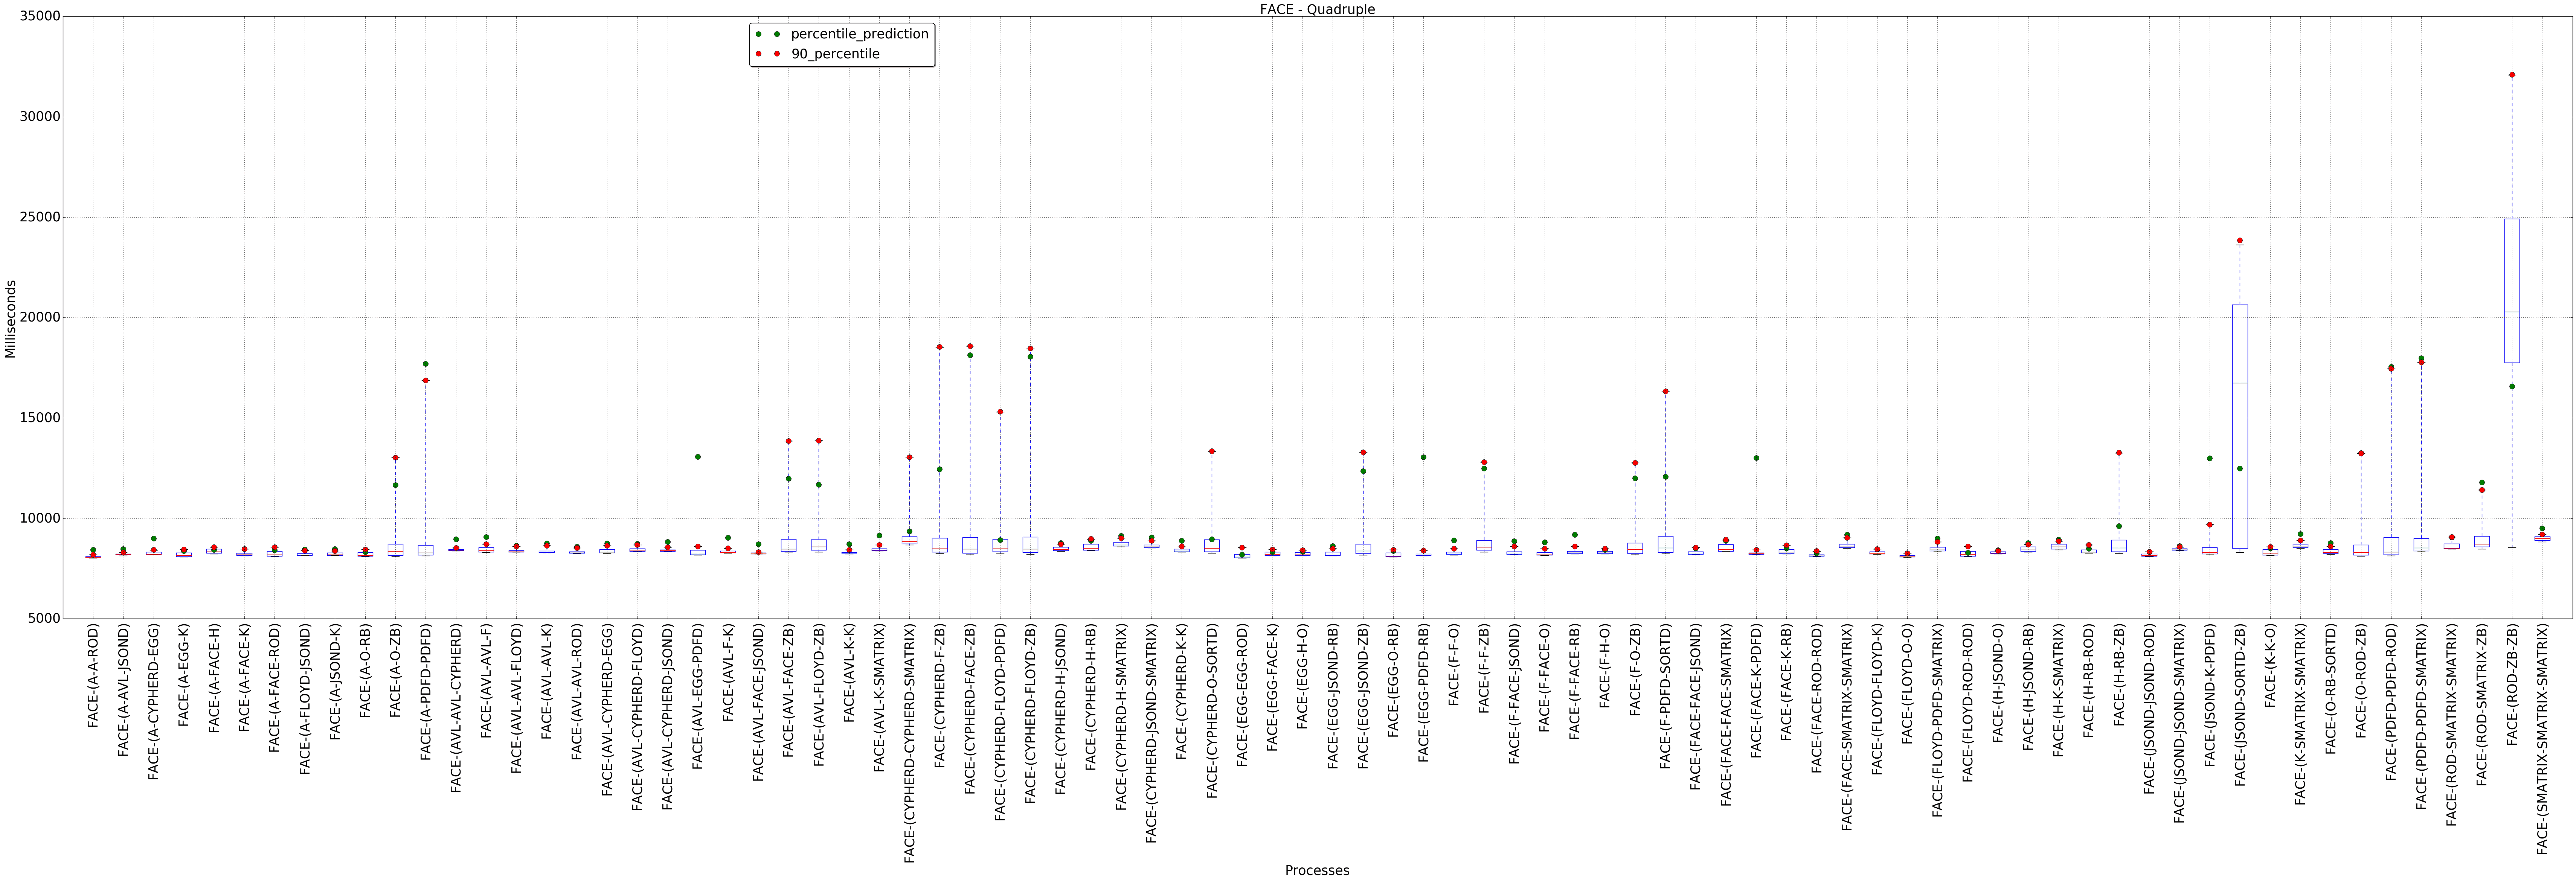 FACE - Quadruple
percentile_prediction
90_percentile
35000
30000
25000
20000
15000
10000
5000
Milliseconds
FACE-(A-A-ROD)
FACE-(A-AVL-JSOND)
FACE-(A-CYPHERD-EGG)
FACE-(A-EGG-K)
FACE-(A-FACE-H)
FACE-(A-FACE-K)
FACE-(A-FACE-ROD)
FACE-(A-FLOYD-JSOND)
FACE-(A-JSOND-K)
FACE-(A-O-RB)
FACE-(A-O-ZB)
FACE-(A-PDFD-PDFD)
FACE-(AVL-AVL-CYPHERD)
FACE-(AVL-AVL-F)
FACE-(AVL-AVL-FLOYD)
FACE-(AVL-AVL-K)
FACE-(AVL-AVL-ROD)
FACE-(AVL-CYPHERD-EGG)
FACE-(AVL-CYPHERD-FLOYD)
FACE-(AVL-CYPHERD-JSOND)
FACE-(AVL-EGG-PDFD)
FACE-(AVL-F-K)
FACE-(AVL-FACE-JSOND)
FACE-(AVL-FACE-ZB)
FACE-(AVL-FLOYD-ZB)
FACE-(AVL-K-K)
FACE-(AVL-K-SMATRIX)
FACE-(CYPHERD-CYPHERD-SMATRIX)
FACE-(CYPHERD-F-ZB)
FACE-(CYPHERD-FACE-ZB)
FACE-(CYPHERD-FLOYD-PDFD)
FACE-(CYPHERD-FLOYD-ZB)
FACE-(CYPHERD-H-JSOND)
FACE-(CYPHERD-H-RB)
FACE-(CYPHERD-H-SMATRIX)
FACE-(CYPHERD-JSOND-SMATRIX)
FACE-(CYPHERD-K-K)
FACE-(CYPHERD-O-SORTD)
FACE-(EGG-EGG-ROD)
FACE-(EGG-FACE-K)
FACE-(EGG-H-O)
FACE-(EGG-JSOND-RB)
FACE-(EGG-JSOND-ZB)
FACE-(EGG-O-RB)
FACE-(EGG-PDFD-RB)
FACE-(F-F-O)
FACE-(F-F-ZB)
FACE-(F-FACE-JSOND)
FACE-(F-FACE-O)
FACE-(F-FACE-RB)
FACE-(F-H-O)
FACE-(F-O-ZB)
FACE-(F-PDFD-SORTD)
FACE-(FACE-FACE-JSOND)
FACE-(FACE-FACE-SMATRIX)
FACE-(FACE-K-PDFD)
FACE-(FACE-K-RB)
FACE-(FACE-ROD-ROD)
FACE-(FACE-SMATRIX-SMATRIX)
FACE-(FLOYD-FLOYD-K)
FACE-(FLOYD-O-O)
FACE-(FLOYD-PDFD-SMATRIX)
FACE-(FLOYD-ROD-ROD)
FACE-(H-JSOND-O)
FACE-(H-JSOND-RB)
FACE-(H-K-SMATRIX)
FACE-(H-RB-ROD)
FACE-(H-RB-ZB)
FACE-(JSOND-JSOND-ROD)
FACE-(JSOND-JSOND-SMATRIX)
FACE-(JSOND-K-PDFD)
FACE-(JSOND-SORTD-ZB)
FACE-(K-K-O)
FACE-(K-SMATRIX-SMATRIX)
FACE-(O-RB-SORTD)
FACE-(O-ROD-ZB)
FACE-(PDFD-PDFD-ROD)
FACE-(PDFD-PDFD-SMATRIX)
FACE-(ROD-SMATRIX-SMATRIX)
FACE-(ROD-SMATRIX-ZB)
FACE-(ROD-ZB-ZB)
FACE-(SMATRIX-SMATRIX-SMATRIX)
Processes